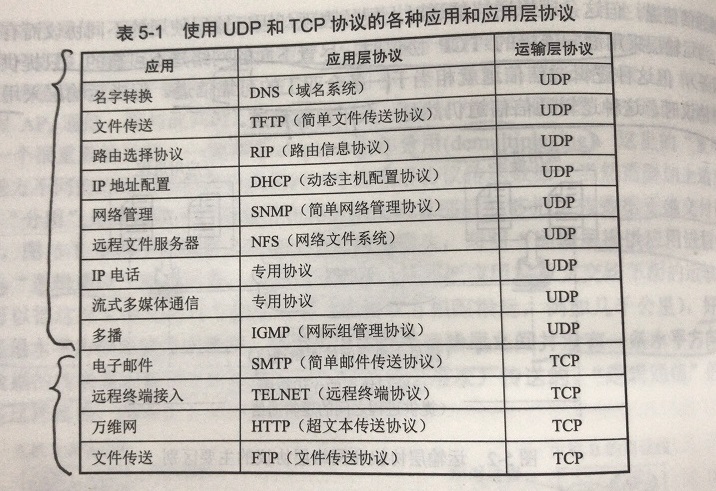 表 5-1 使用 UDP 和 TCP 协议的各种应用和应用层协议
应用 应用层协议 运输层协议
名字转换 DNS（域名系统） UDP
文件传送 TFTP（简单文件传送协议） UDP
路由选择协议 RIP（路由信息协议） UDP
IP 地址配置 DHCP（动态主机配置协议） UDP
网络管理 SNMP（简单网络管理协议） UDP
远程文件服务器 NFS（网络文件系统） UDP
IP 电话 专用协议 UDP
流式多媒体通信 专用协议 UDP
多播 IGMP（网际组管理协议） UDP
电子邮件 SMTP（简单邮件传送协议） TCP
远程终端接入 TELNET（远程终端协议） TCP
万维网 HTTP（超文本传送协议） TCP
文件传送 FTP（文件传送协议） TCP